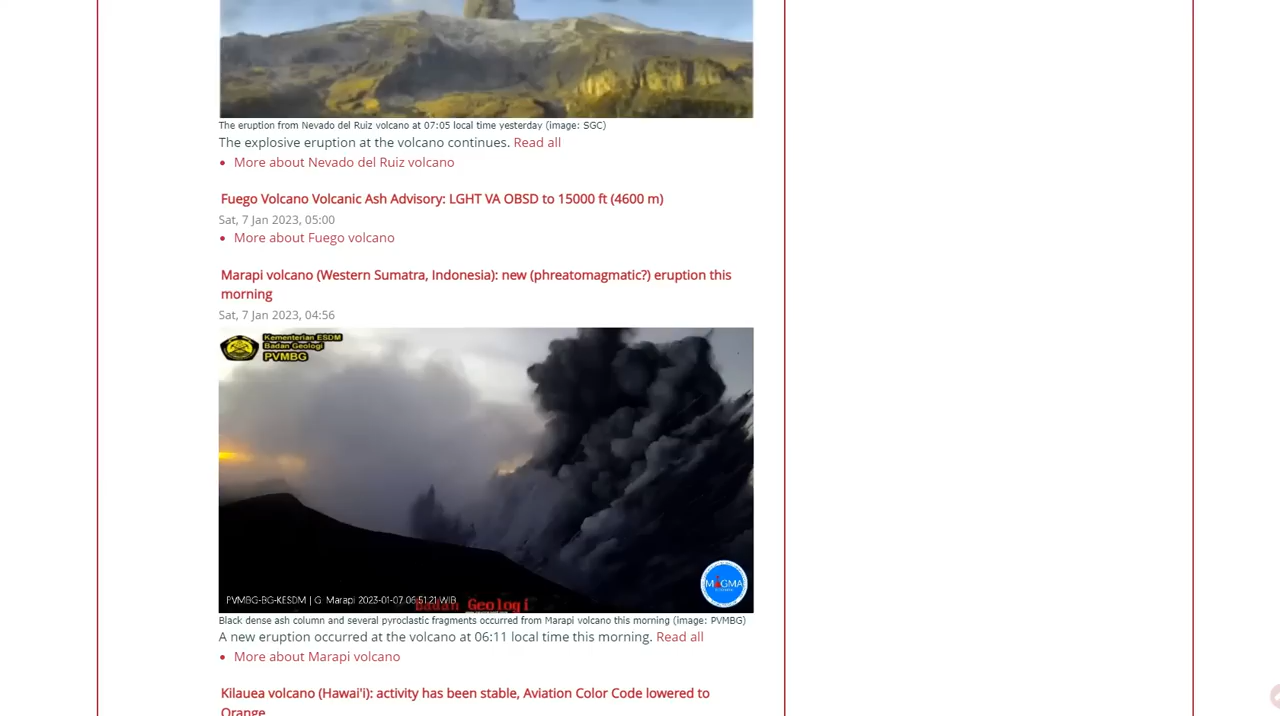 The eruption from Nevado del Ruiz volcano at 07:05 local time yesterday (image: SGC)
The explosive eruption at the volcano continues. Read all
• More about Nevado del Ruiz volcano
Fuego Volcano Volcanic Ash Advisory: LGHT VA OBSD to 15000 ft (4600 m)
Sat, 7 Jan 2023, 05:00
• More about Fuego volcano
Marapi volcano (Western Sumatra, Indonesia): new (phreatomagmatic?) eruption this
morning
Sat, 7 Jan 2023, 04:56
Kementerian ESDM
Badan Geologi
PVMBG
MAGMA
PVMBG-BG-KESDM | G. Marapi 2023-01-07 06:51:21 WIB
Badan Geologi
Black dense ash column and several pyroclastic fragments occurred from Marapi volcano this morning (image: PVMBG)
A new eruption occurred at the volcano at 06:11 local time this morning. Read all
• More about Marapi volcano
Kilauea volcano (Hawai'i): activity has been stable, Aviation Color Code lowered to
Orange